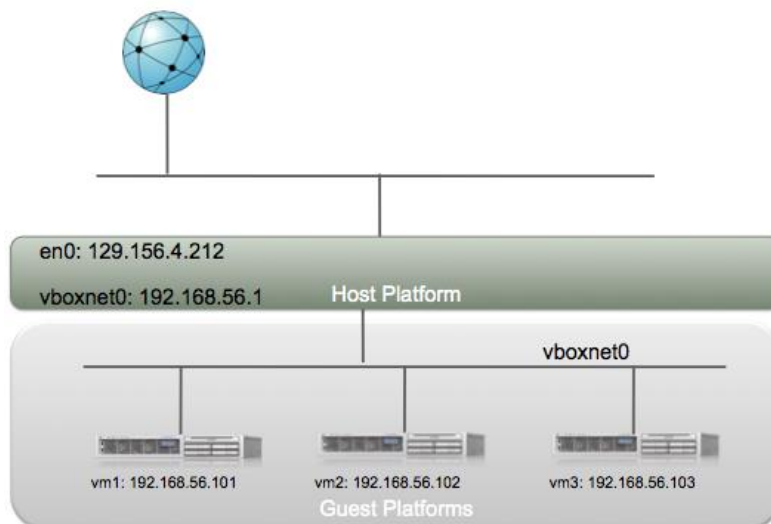 en0: 129.156.4.212
vboxnet0: 192.168.56.1
Host Platform
vboxnet0
vm1: 192.168.56.101
vm2: 192.168.56.102
vm3: 192.168.56.103
Guest Platforms